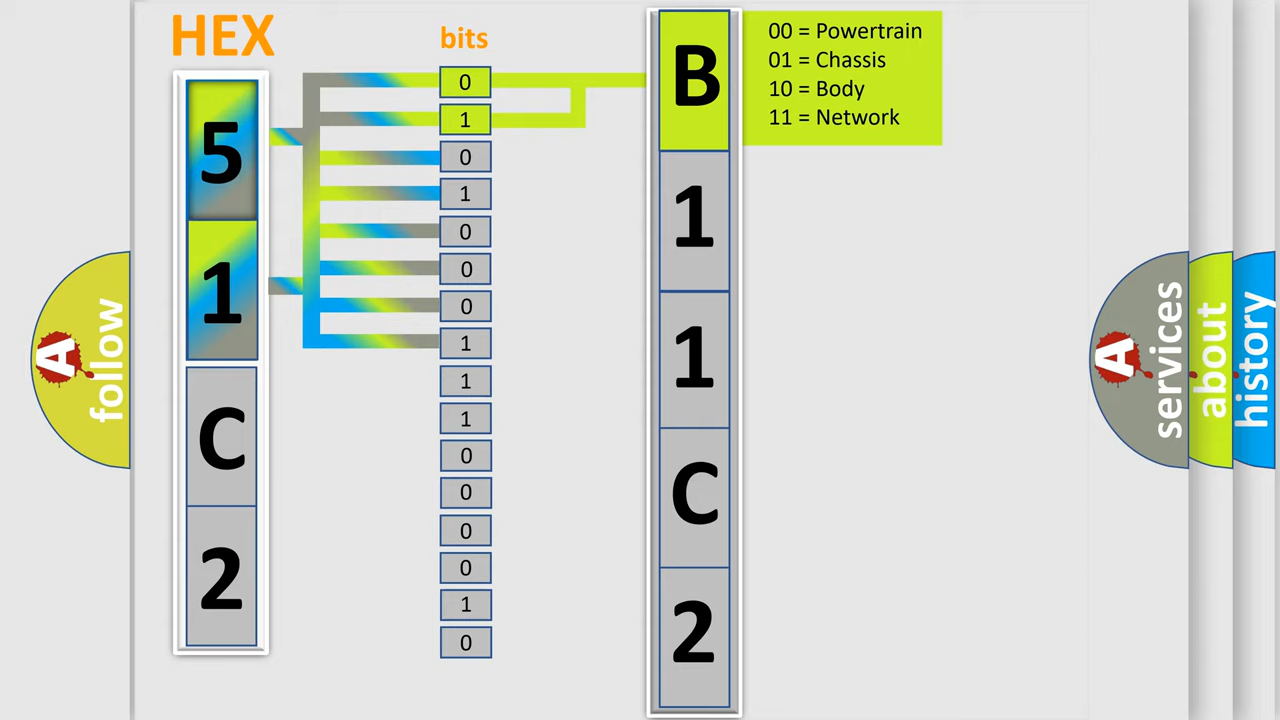 HEX
bits
5
1
C
2
0
1
0
1
0
0
0
1
1
1
0
0
0
0
1
0
B
1
1
C
2
00 = Powertrain
01 = Chassis
10 = Body
11 = Network
A follow
A services
about
history